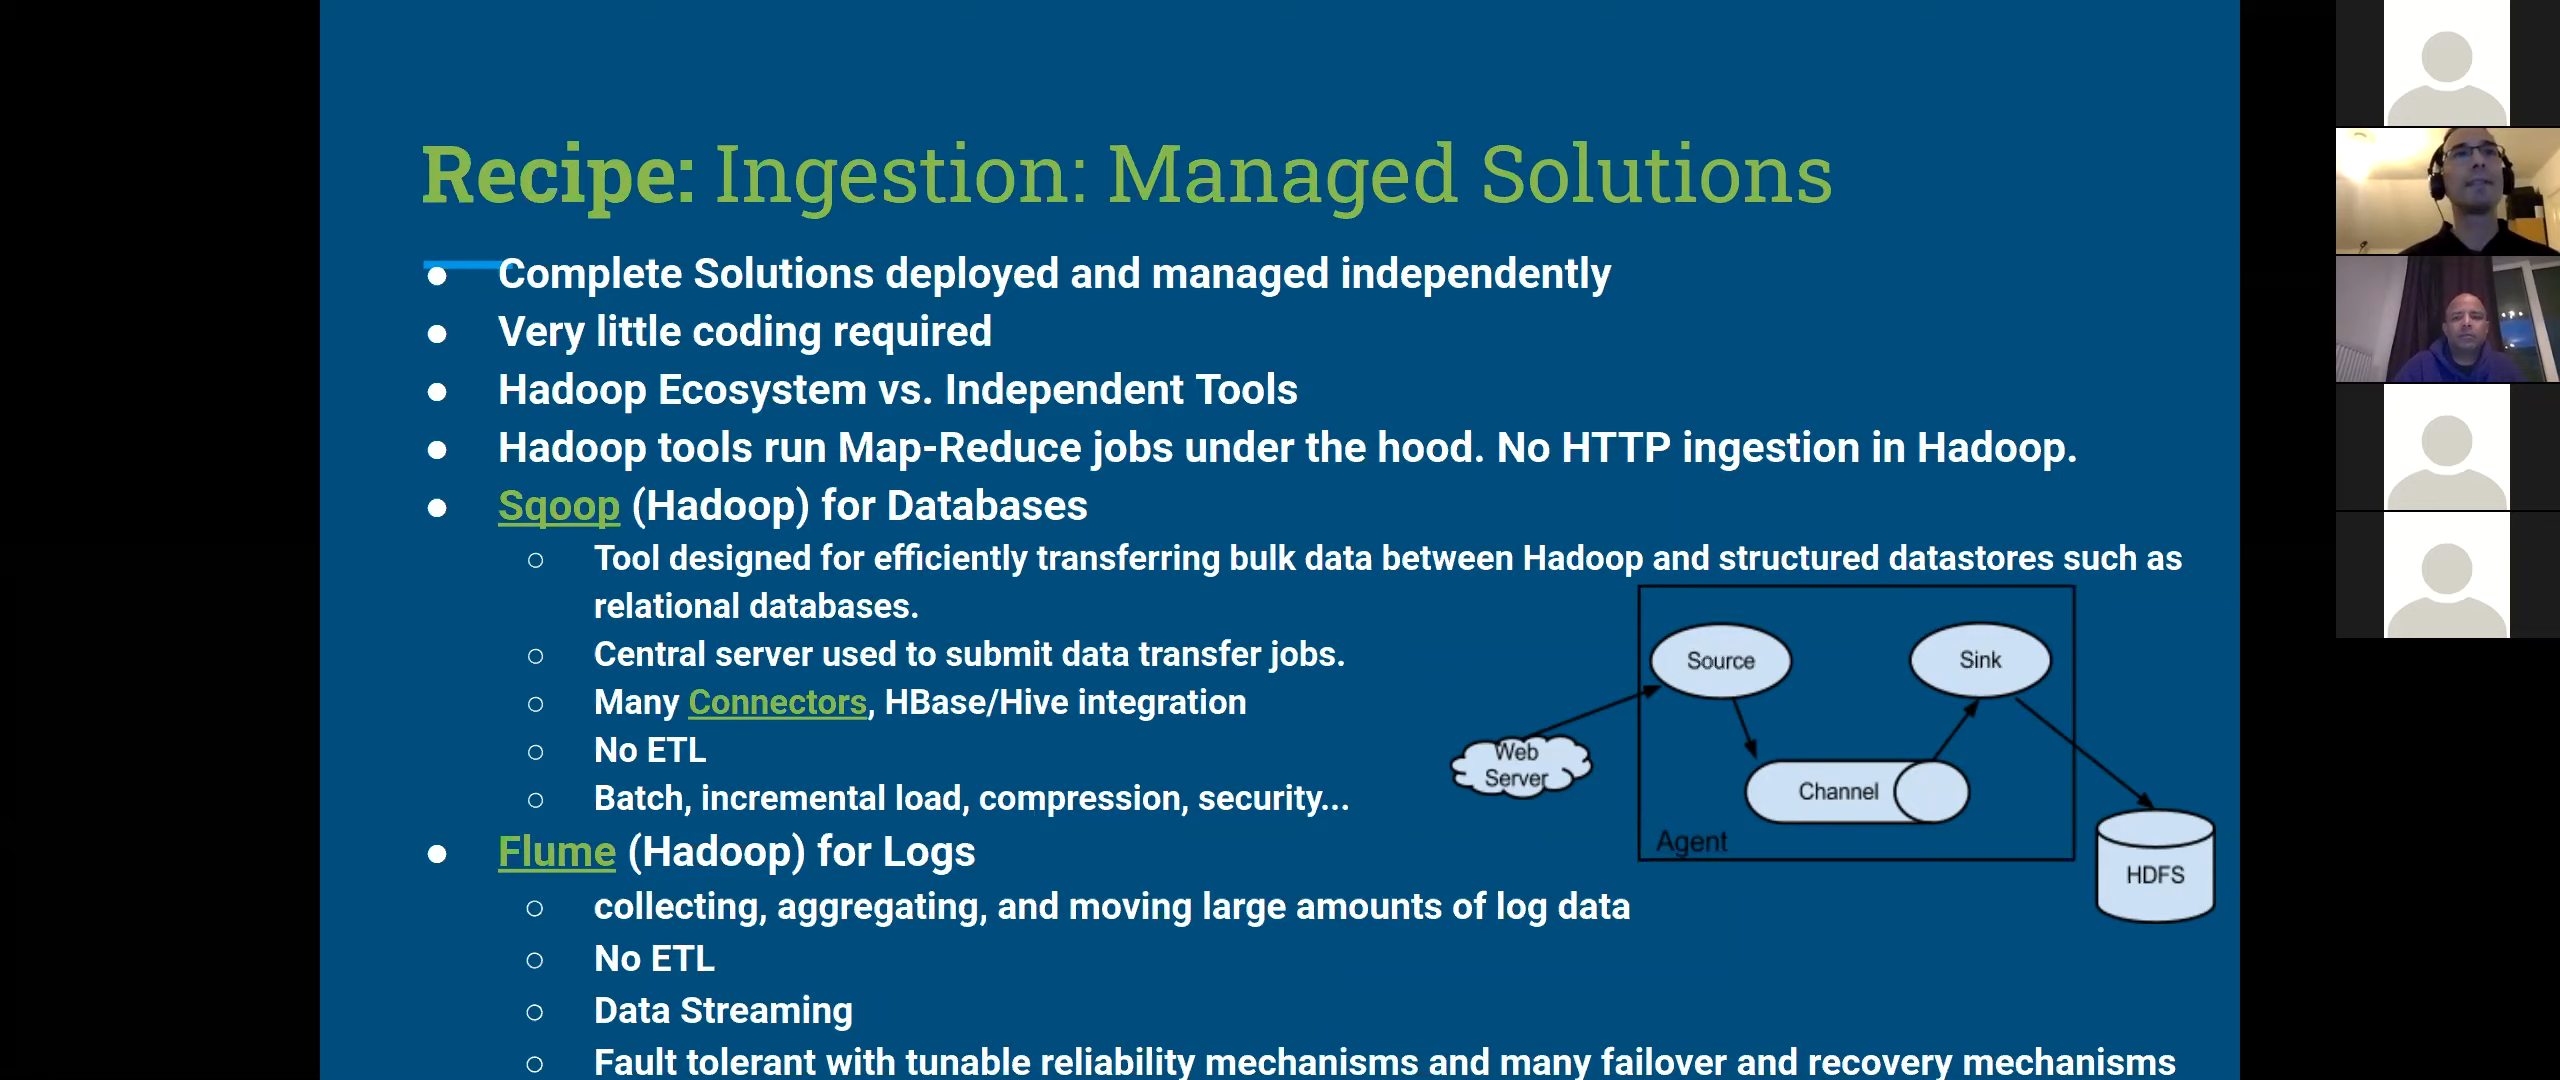 Recipe: Ingestion: Managed Solutions
● Complete Solutions deployed and managed independently
● Very little coding required
● Hadoop Ecosystem vs. Independent Tools
● Hadoop tools run Map-Reduce jobs under the hood. No HTTP ingestion in Hadoop.
● Sqoop (Hadoop) for Databases
○ Tool designed for efficiently transferring bulk data between Hadoop and structured datastores such as
relational databases.
○ Central server used to submit data transfer jobs.
○ Many Connectors, HBase/Hive integration
○ No ETL
○ Batch, incremental load, compression, security...
● Flume (Hadoop) for Logs
○ collecting, aggregating, and moving large amounts of log data
○ No ETL
○ Data Streaming
○ Fault tolerant with tunable reliability mechanisms and many failover and recovery mechanisms
Source
Sink
Web
Server
Channel
Agent
HDFS